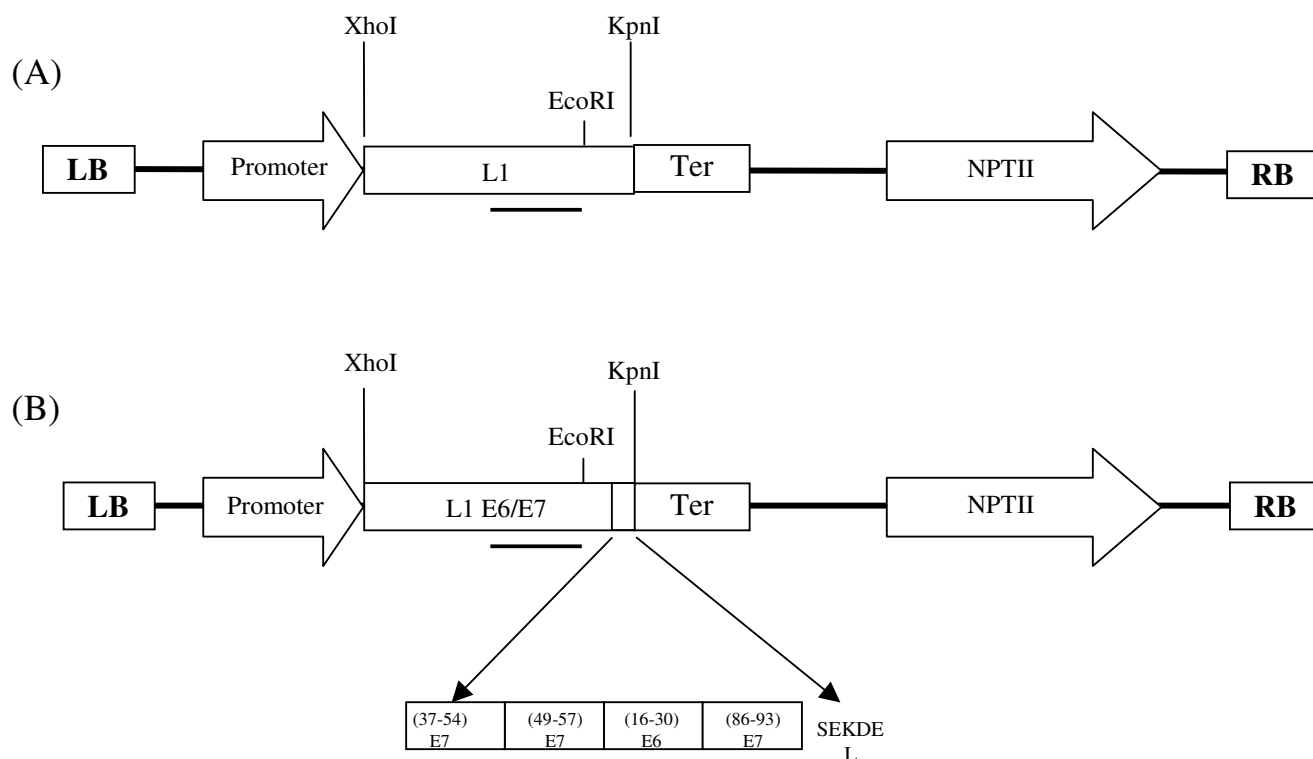 XhoI
KpnI
(A)
EcoRI
LB
Promoter
L1
Ter
NPTII
RB
XhoI
KpnI
(B)
EcoRI
LB
Promoter
L1 E6/E7
Ter
NPTII
RB
(37-54)
E7
(49-57)
E7
(16-30)
E6
(86-93)
E7
SEKDE
L